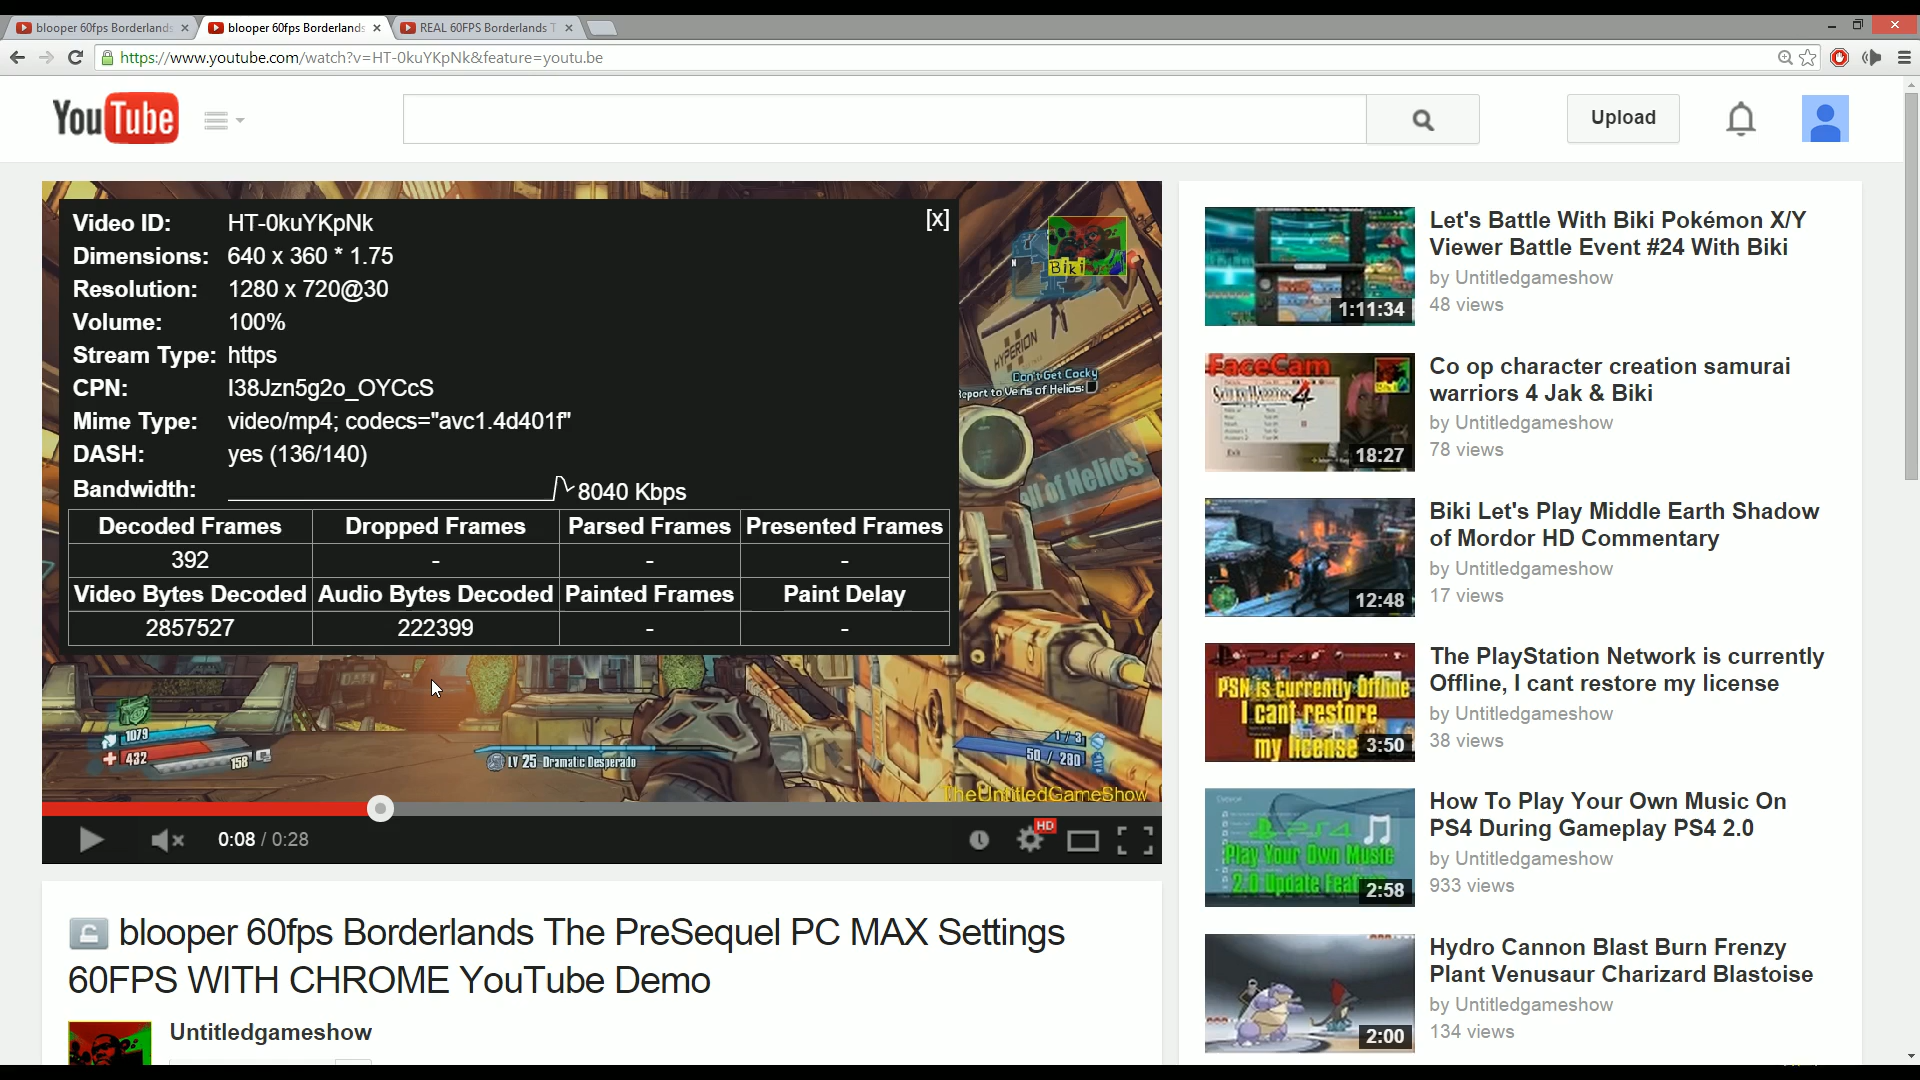 blooper 60fps Borderlands
blooper 60fps Borderlands
REAL 60FPS Borderlands T
https://www.youtube.com/watch?v=HT-0kuYKpNk&feature=youtu.be
YouTube
Upload
Video ID: HT-0kuYKpNk
[x]
Dimensions: 640 x 360 * 1.75
Resolution: 1280 x 720@30
Volume: 100%
Stream Type: https
CPN: I38Jzn5g2o_OYCcS
Mime Type: video/mp4; codecs="avc1.4d401f"
DASH: yes (136/140)
Bandwidth: 8040 Kbps
Decoded Frames Dropped Frames Parsed Frames Presented Frames
392 - - -
Video Bytes Decoded Audio Bytes Decoded Painted Frames Paint Delay
2857527 222399 - -
Biki
N
HYPERION
Don't Get Cocky
Report to Veins of Helios:
of Helios
1079
432
158
LV 25 Dramatic Desperado
1 / 3
50 / 280
TheUntitledGameShow
0:08 / 0:28
HD
blooper 60fps Borderlands The PreSequel PC MAX Settings
60FPS WITH CHROME YouTube Demo
Untitledgameshow
1:11:34
Let's Battle With Biki Pokémon X/Y
Viewer Battle Event #24 With Biki
by Untitledgameshow
48 views
FaceCam
18:27
Co op character creation samurai
warriors 4 Jak & Biki
by Untitledgameshow
78 views
12:48
Biki Let's Play Middle Earth Shadow
of Mordor HD Commentary
by Untitledgameshow
17 views
PSN is currently Offline
I cant restore
my license
3:50
The PlayStation Network is currently
Offline, I cant restore my license
by Untitledgameshow
38 views
PS4
Play Your Own Music
2.0 Update
2:58
How To Play Your Own Music On
PS4 During Gameplay PS4 2.0
by Untitledgameshow
933 views
2:00
Hydro Cannon Blast Burn Frenzy
Plant Venusaur Charizard Blastoise
by Untitledgameshow
134 views